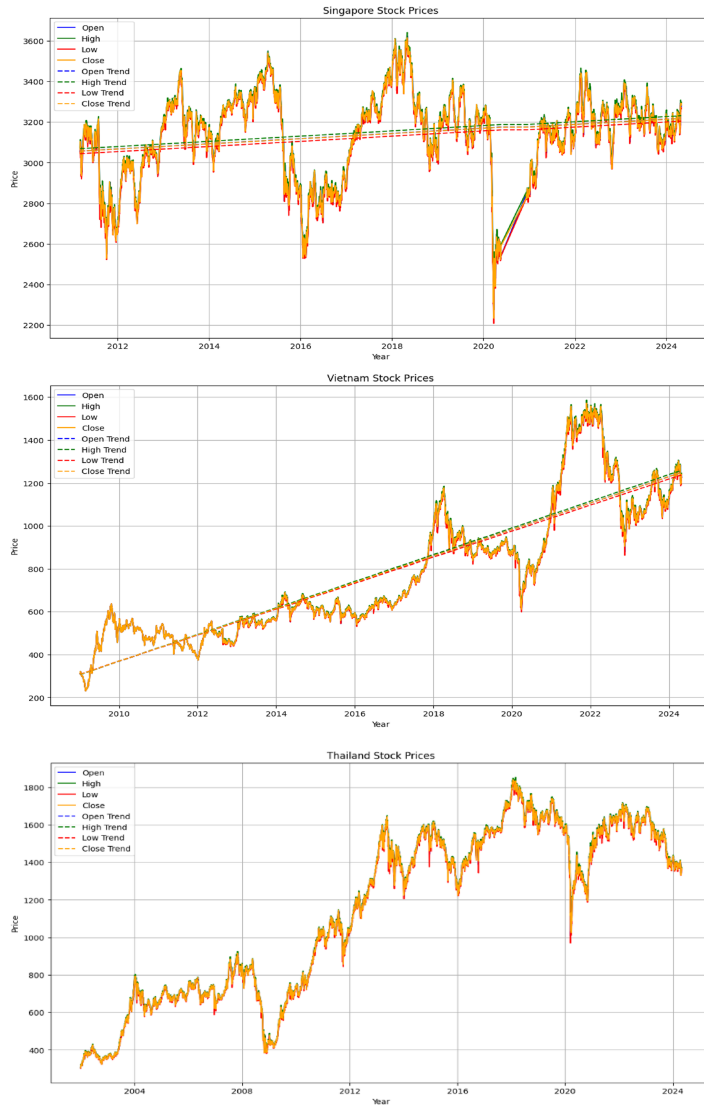 Singapore Stock Prices
Open
High
Low
Close
Open Trend
High Trend
Low Trend
Close Trend
Price
3600
3400
3200
3000
2800
2600
2400
2200
2012
2014
2016
2018
2020
2022
2024
Year
Vietnam Stock Prices
Open
High
Low
Close
Open Trend
High Trend
Low Trend
Close Trend
Price
1600
1400
1200
1000
800
600
400
200
2010
2012
2014
2016
2018
2020
2022
2024
Year
Thailand Stock Prices
Open
High
Low
Close
Open Trend
High Trend
Low Trend
Close Trend
Price
1800
1600
1400
1200
1000
800
600
400
2004
2008
2012
2016
2020
2024
Year